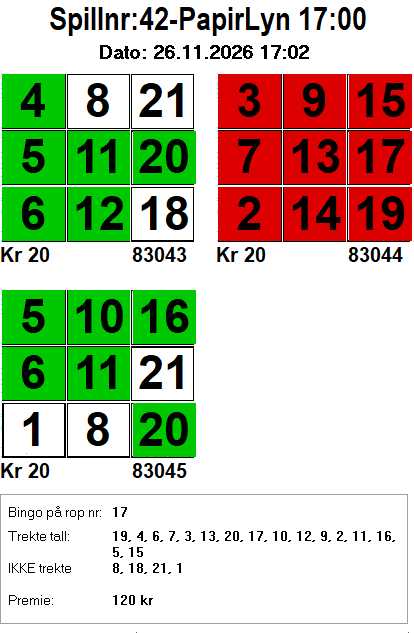 Spillnr:42-PapirLyn 17:00
Dato: 26.11.2026 17:02
4 8 21 3 9 15
5 11 20 7 13 17
6 12 18 2 14 19
Kr 20 83043 Kr 20 83044
5 10 16
6 11 21
1 8 20
Kr 20 83045
Bingo på rop nr: 17
Trekte tall: 19, 4, 6, 7, 3, 13, 20, 17, 10, 12, 9, 2, 11, 16,
5, 15
IKKE trekte 8, 18, 21, 1
Premie: 120 kr